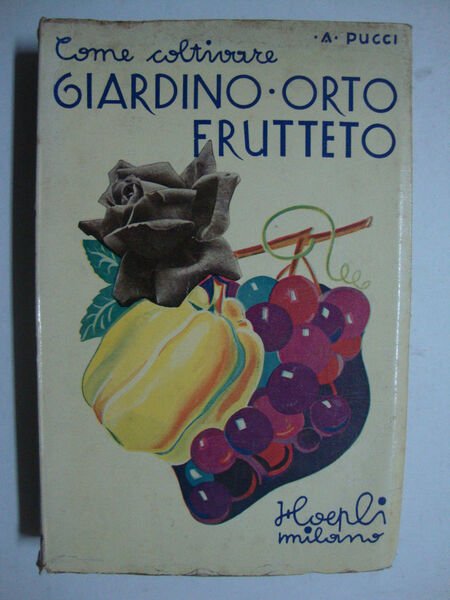 ·A· PUCCI
Come coltivare
GIARDINO·ORTO
FRUTTETO
Hoepli
milano